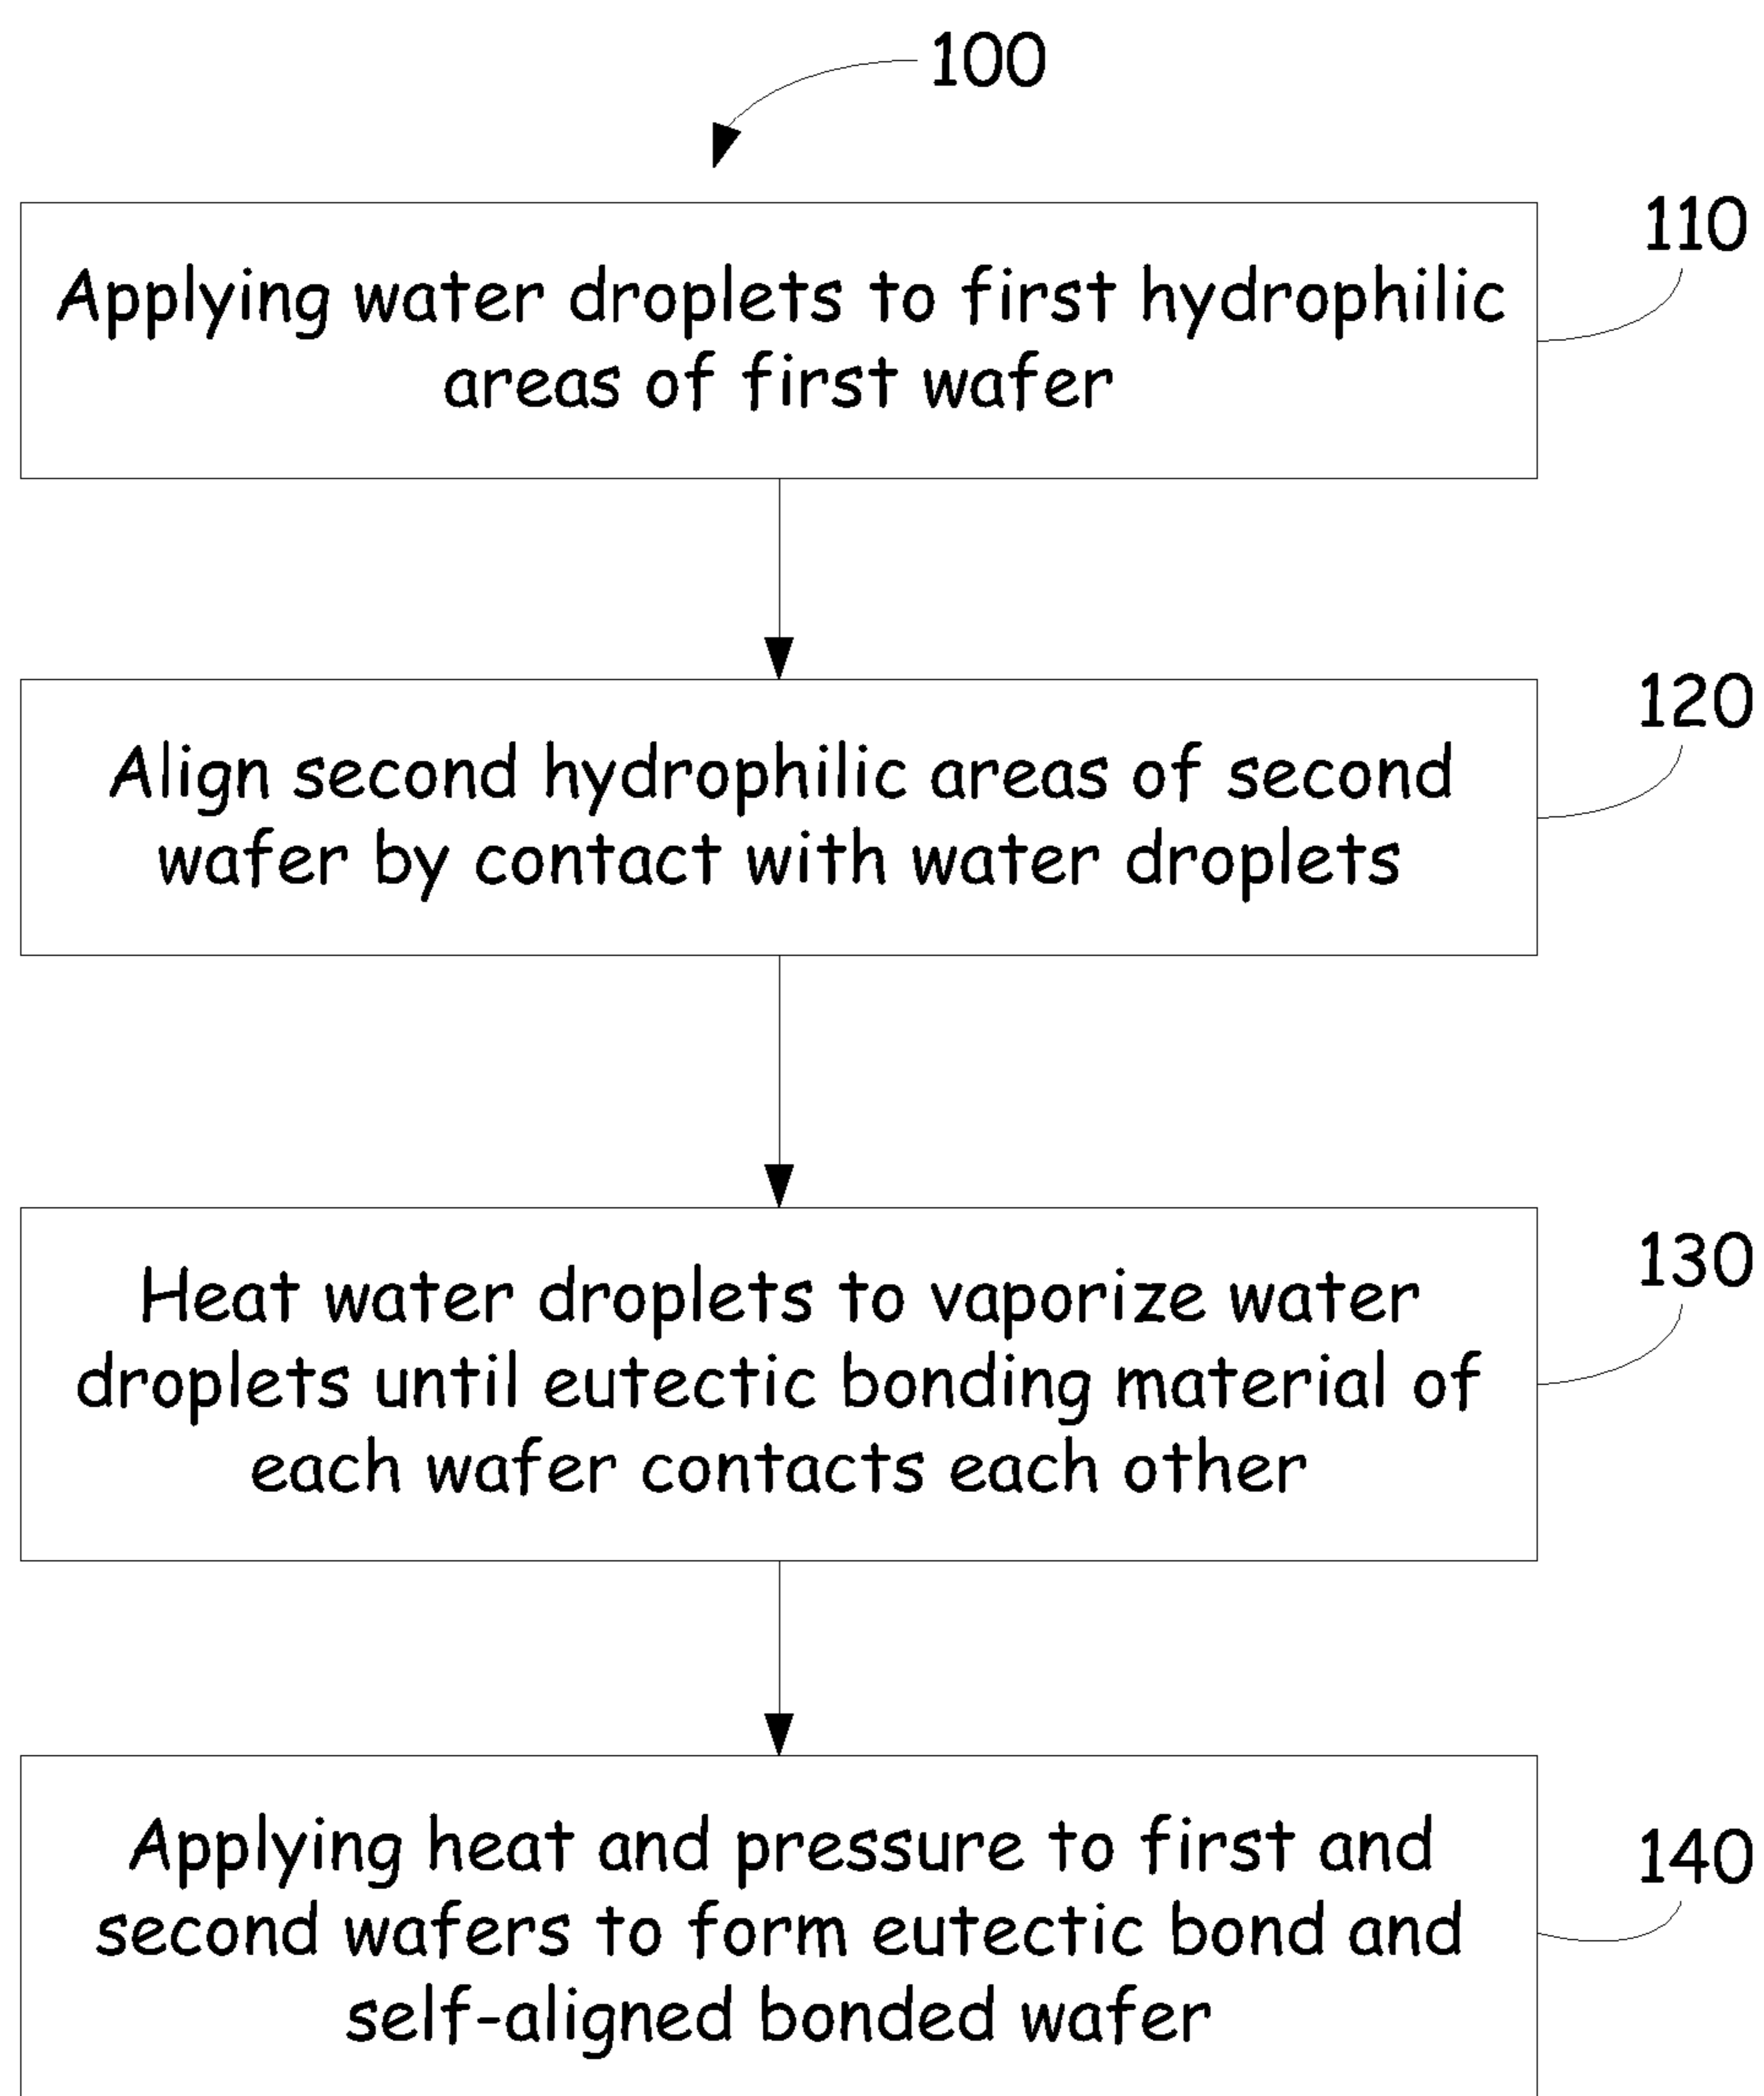 100
110
Applying water droplets to first hydrophilic
areas of first wafer
120
Align second hydrophilic areas of second
wafer by contact with water droplets
130
Heat water droplets to vaporize water
droplets until eutectic bonding material of
each wafer contacts each other
140
Applying heat and pressure to first and
second wafers to form eutectic bond and
self-aligned bonded wafer